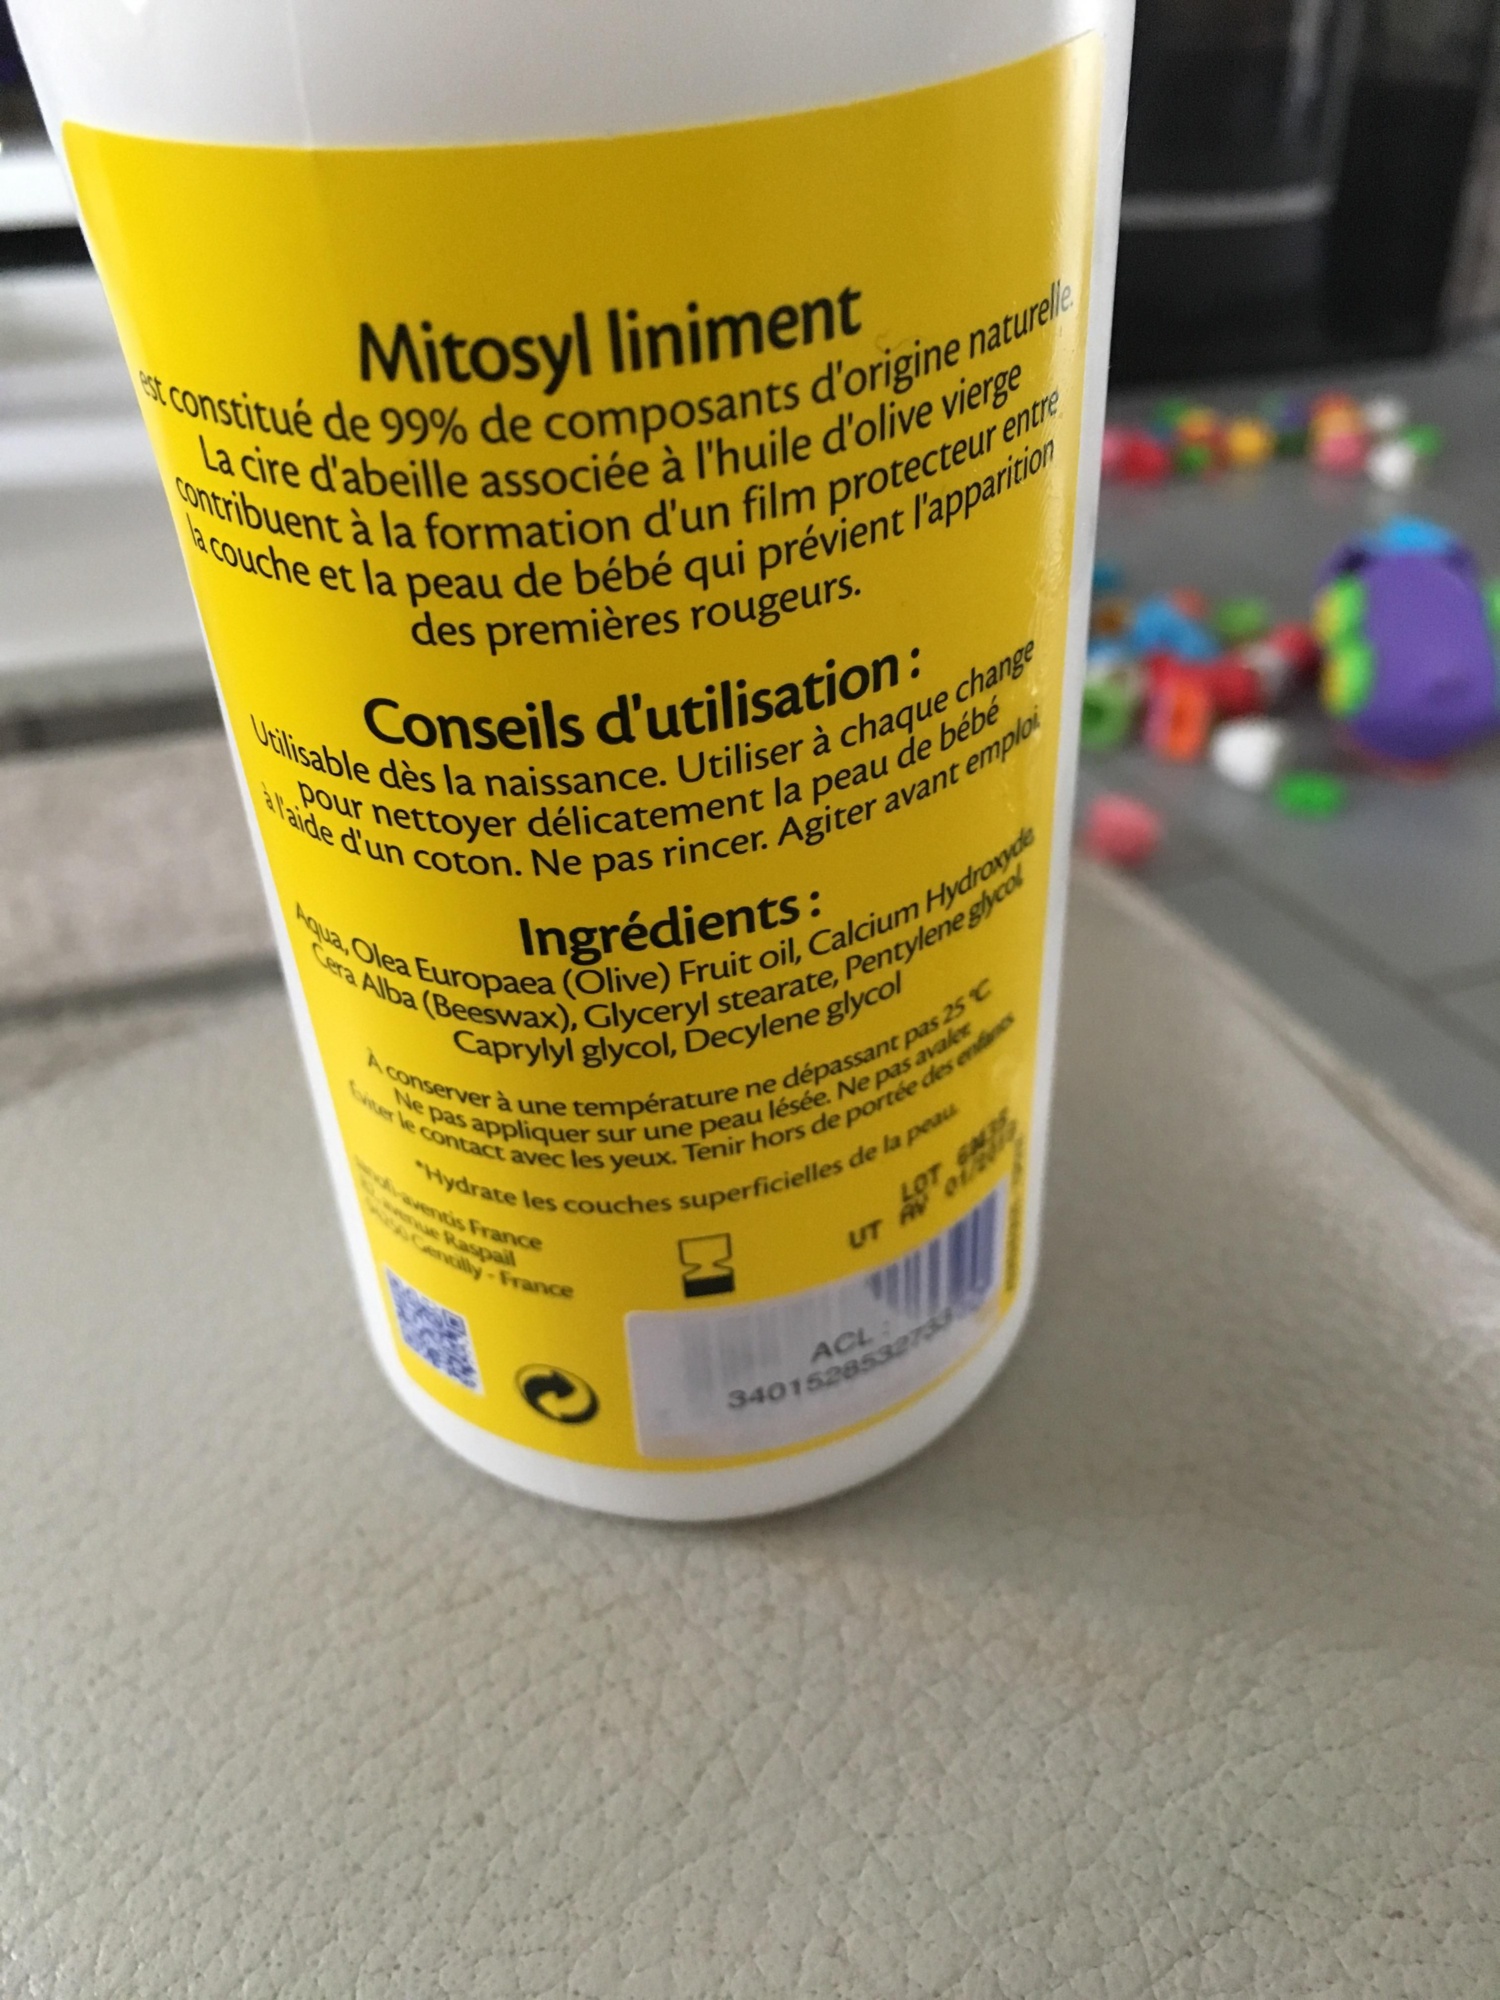 Mitosyl liniment
est constitué de 99% de composants d'origine naturelle.
La cire d'abeille associée à l'huile d'olive vierge
contribuent à la formation d'un film protecteur entre
la couche et la peau de bébé qui prévient l'apparition
des premières rougeurs.
Conseils d'utilisation :
Utilisable dès la naissance. Utiliser à chaque change
pour nettoyer délicatement la peau de bébé
à l'aide d'un coton. Ne pas rincer. Agiter avant emploi.
Ingrédients :
Aqua, Olea Europaea (Olive) Fruit oil, Calcium Hydroxyde,
Cera Alba (Beeswax), Glyceryl stearate, Pentylene glycol,
Caprylyl glycol, Decylene glycol
À conserver à une température ne dépassant pas 25 °C
Ne pas appliquer sur une peau lésée. Ne pas avaler.
Éviter le contact avec les yeux. Tenir hors de portée des enfants
*Hydrate les couches superficielles de la peau.
sanofi-aventis France
avenue Raspail
Gentilly - France
LOT
UT AV
ACL :
3401528532733